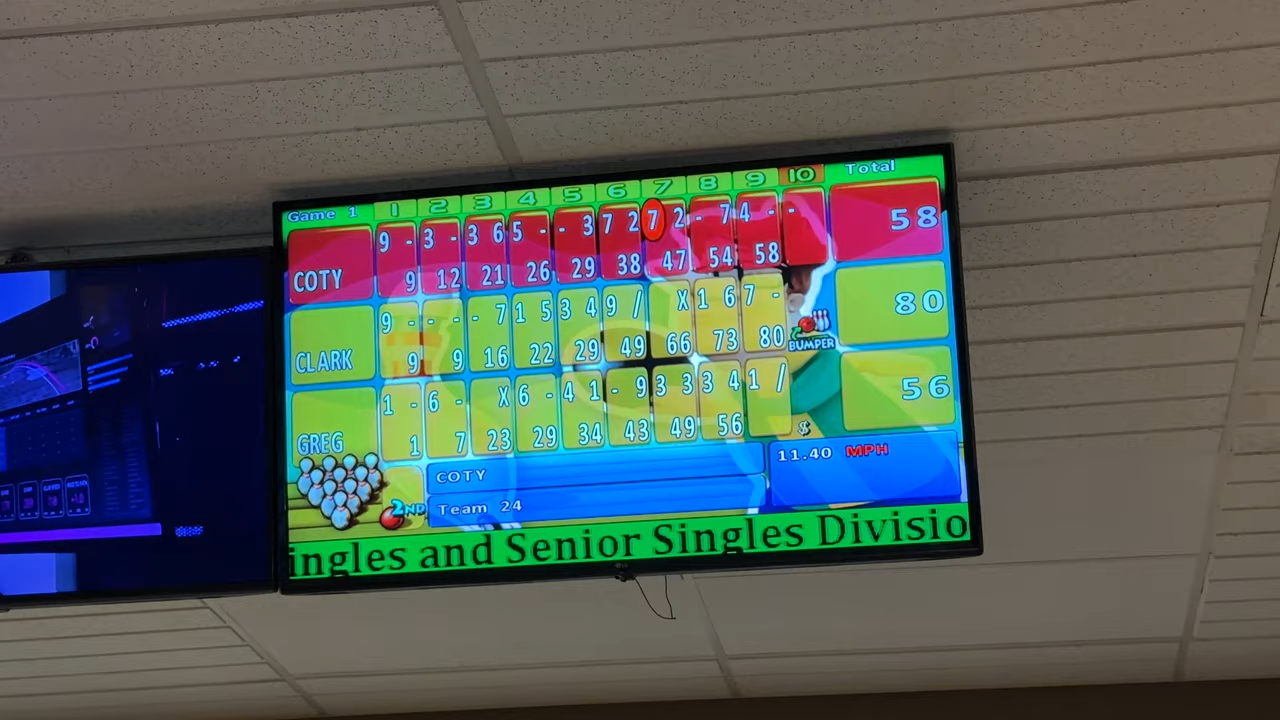 Game 1 1 2 3 4 5 6 7 8 9 10 Total
COTY 9 - 3 - 3 6 5 - - 3 7 2 7 2 - 7 4 - - 58
9 12 21 26 29 38 47 54 58
CLARK 9 - - - - 7 1 5 3 4 9 / X 1 6 7 - 80
9 9 16 22 29 49 66 73 80 BUMPER
GREG 1 - 6 - X 6 - 4 1 - 9 3 3 3 4 1 / 56
1 7 23 29 34 43 49 56 $
COTY 11.40 MPH
2ND Team 24
ingles and Senior Singles Divisio
LG